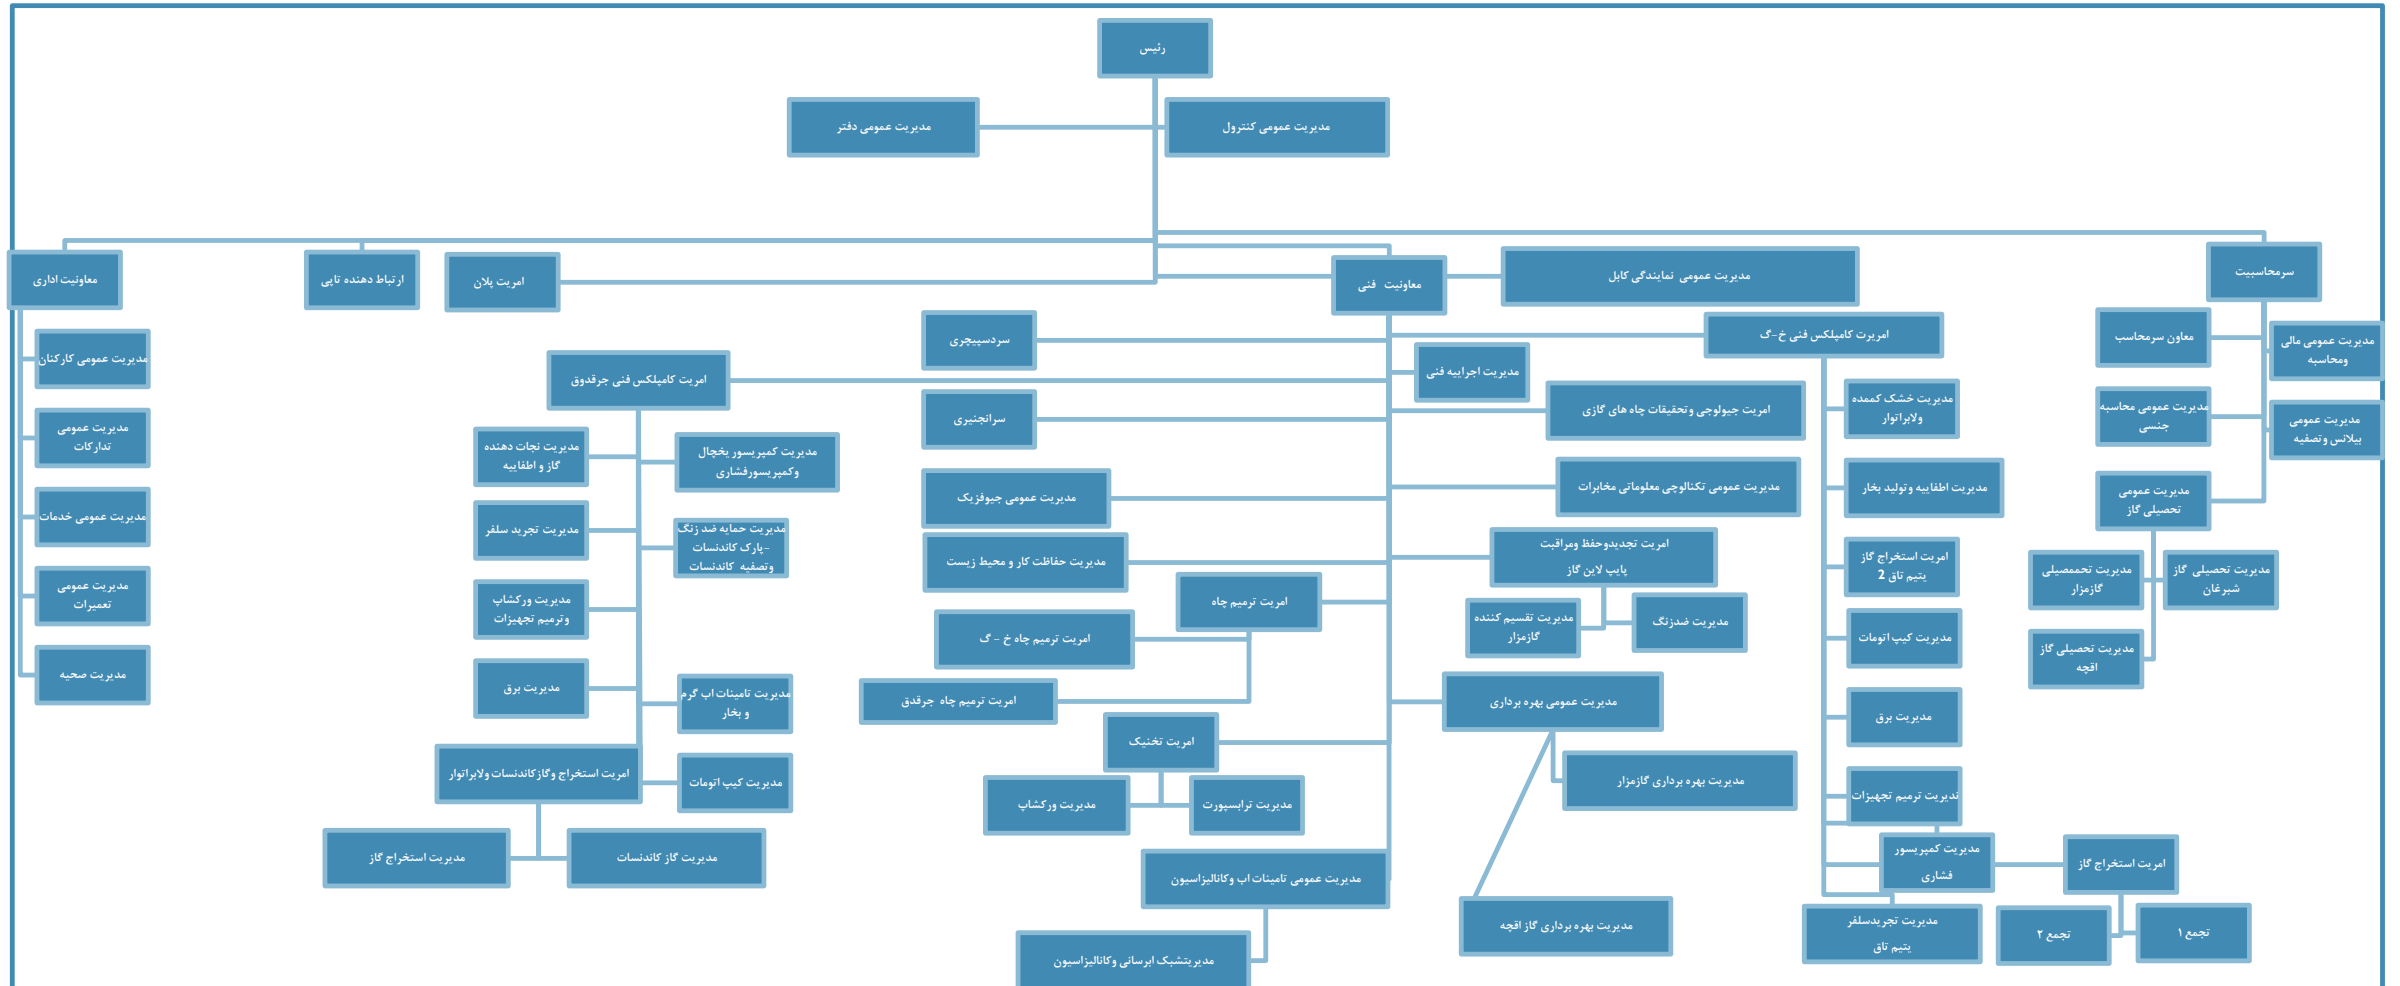 رئیس
مدیریت عمومی کنترول
مدیریت عمومی دفتر
سرمحاسبیت
مدیریت عمومی نمایندگی کابل
معاونیت فنی
امریت پلان
ارتباط دهنده تاپی
معاونیت اداری
معاون سرمحاسب
مدیریت عمومی مالی
ومحاسبه
مدیریت عمومی محاسبه
جنسی
مدیریت عمومی
بیلانس وتصفیه
مدیریت عمومی
تحصیلی گاز
مدیریت تحصیلی گاز
شبرغان
مدیریت تحممصیلی
گازمزار
مدیریت تحصیلی گاز
اقچه
امریرت کامپلکس فنی خ-گ
مدیریت خشک کممده
ولابراتوار
مدیریت اطفاییه وتولید بخار
امریت استخراج گاز
یتیم تاق 2
مدیریت کیپ اتومات
مدیریت برق
ندیریت ترمیم تجهیزات
مدیریت کمپریسور
فشاری
امریت استخراج گاز
تجمع ۱
تجمع ۲
مدیریت تجریدسلفر
یتیم تاق
مدیریت اجراییه فنی
امریت جیولوجی وتحقیقات چاه های گازی
مدیریت عمومی تکنالوجی معلوماتی مخابرات
امریت تجدیدوحفظ ومراقبت
پایپ لاین گاز
مدیریت ضدزنگ
مدیریت تقسیم کننده
گازمزار
مدیریت عمومی بهره برداری
مدیریت بهره برداری گازمزار
مدیریت بهره برداری گاز اقچه
سردسپیچری
سرانجنیری
مدیریت عمومی جیوفزیک
مدیریت حفاظت کار و محیط زیست
امریت ترمیم چاه
امریت ترمیم چاه خ - گ
امریت ترمیم چاه جرقدق
امریت تخنیک
مدیریت ترابسپورت
مدیریت ورکشاپ
مدیریت عمومی تامینات اب وکانالیزاسیون
مدیریتشبک ابرسانی وکانالیزاسیون
امریت کامپلکس فنی جرقدوق
مدیریت کمپریسور یخچال
وکمپریسورفشاری
مدیریت نجات دهنده
گاز و اطفاییه
مدیریت حمایه ضد زنگ
-پارک کاندنسات
وتصفیه کاندنسات
مدیریت تجرید سلفر
مدیریت ورکشاپ
وترمیم تجهیزات
مدیریت برق
مدیریت تامینات اب گرم
و بخار
مدیریت کیپ اتومات
امریت استخراج وگازکاندنسات ولابراتوار
مدیریت گاز کاندنسات
مدیریت استخراج گاز
مدیریت عمومی کارکنان
مدیریت عمومی
تدارکات
مدیریت عمومی خدمات
مدیریت عمومی
تعمیرات
مدیریت صحیه